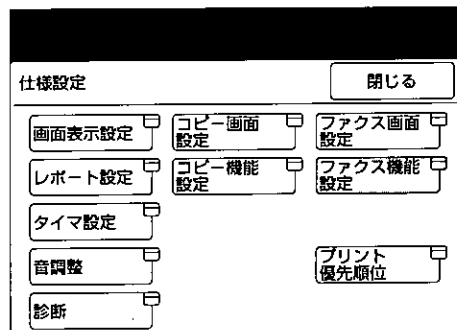 仕様設定
閉じる
画面表示設定
コピー画面
設定
ファクス画面
設定
レポート設定
コピー機能
設定
ファクス機能
設定
タイマ設定
音調整
プリント
優先順位
診断